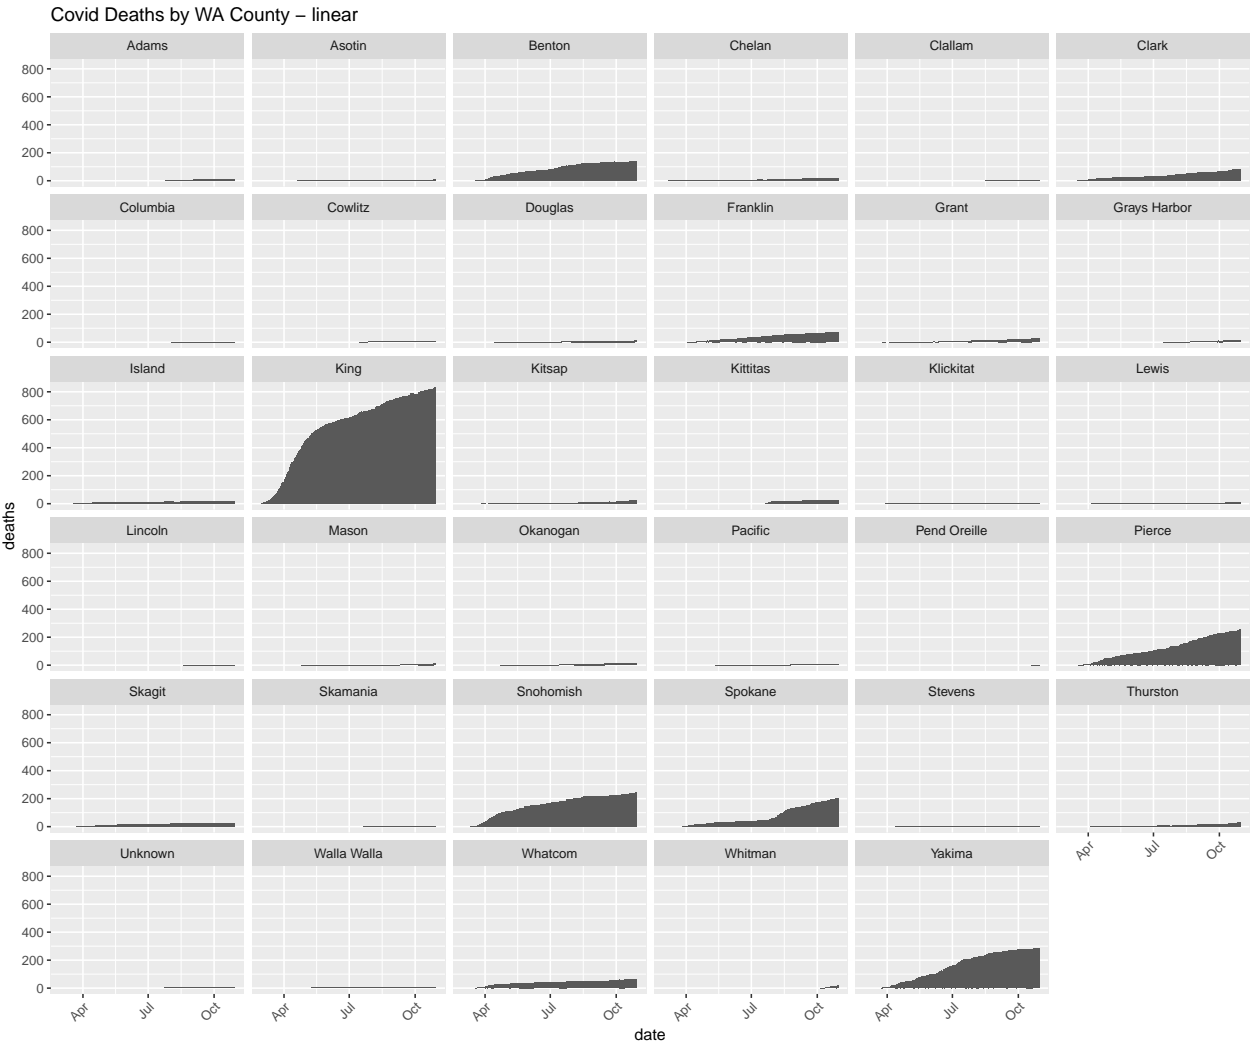 Covid Deaths by WA County – linear
Adams Asotin Benton Chelan Clallam Clark
800
600
400
200
0
Columbia Cowlitz Douglas Franklin Grant Grays Harbor
800
600
400
200
0
Island King Kitsap Kittitas Klickitat Lewis
800
600
400
200
0
deaths
Lincoln Mason Okanogan Pacific Pend Oreille Pierce
800
600
400
200
0
Skagit Skamania Snohomish Spokane Stevens Thurston
800
600
400
200
0
Apr Jul Oct
Unknown Walla Walla Whatcom Whitman Yakima
800
600
400
200
0
Apr Jul Oct Apr Jul Oct Apr Jul Oct Apr Jul Oct Apr Jul Oct
date